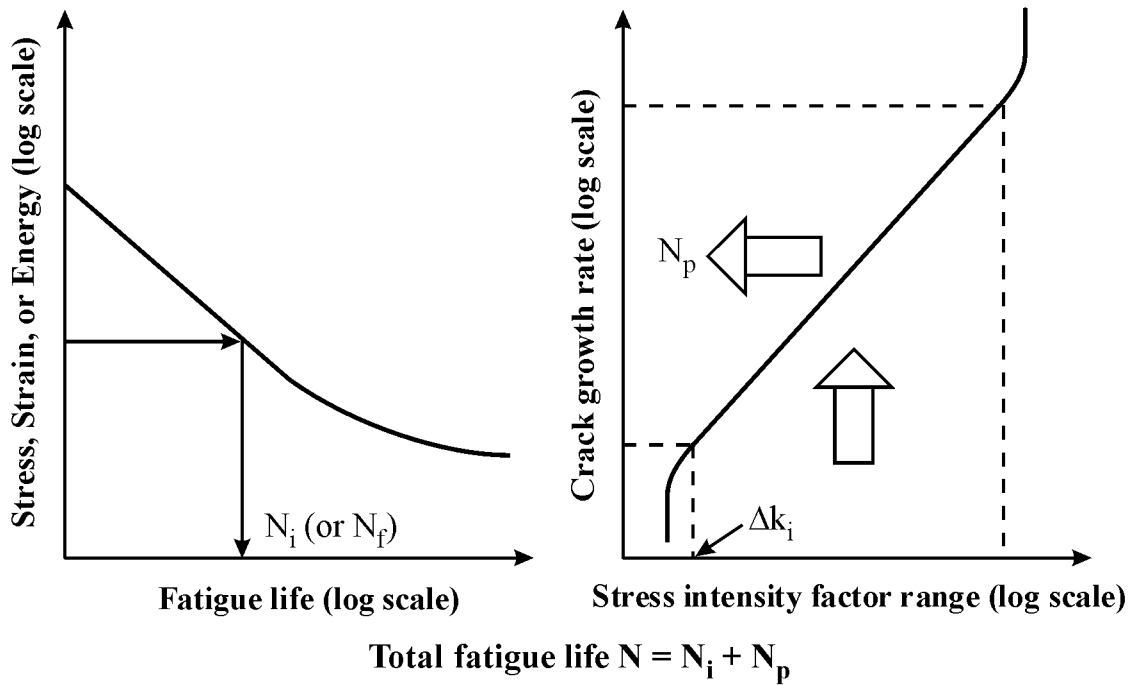 Stress, Strain, or Energy (log scale)
Nᵢ (or N_f)
Fatigue life (log scale)
Crack growth rate (log scale)
Nₚ
Δkᵢ
Stress intensity factor range (log scale)
Total fatigue life N = Nᵢ + Nₚ